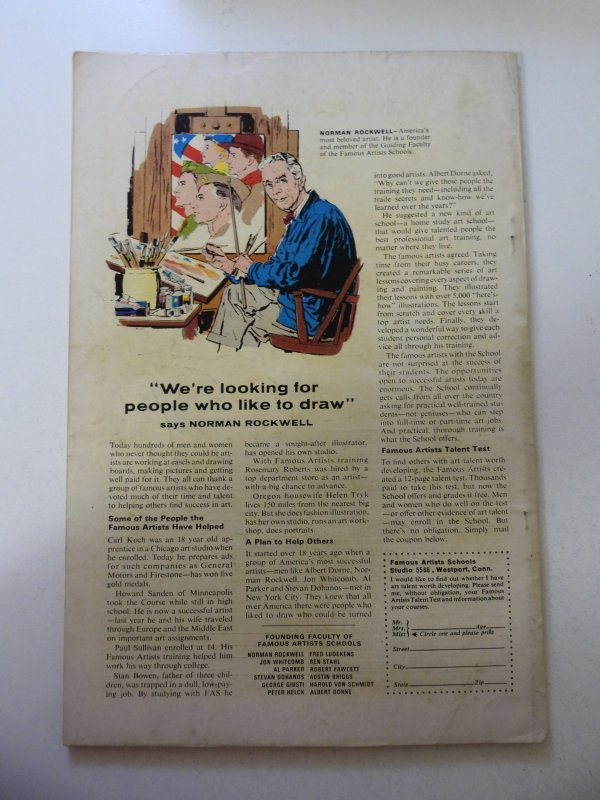 NORMAN ROCKWELL—America's
most beloved artist. He is a founder
and member of the Guiding Faculty
of the Famous Artists Schools.
"We're looking for
people who like to draw"
says NORMAN ROCKWELL
Today hundreds of men and women
who never thought they could be art-
ists are working at easels and drawing
boards, making pictures and getting
well paid for it. They all can thank a
group of famous artists who have de-
voted much of their time and talent
to helping others find success in art.
Some of the People the
Famous Artists Have Helped
Carl Koch was an 18 year old ap-
prentice in a Chicago art studio when
he enrolled. Today he prepares ads
for such companies as General
Motors and Firestone—has won five
gold medals.
Howard Sanden of Minneapolis
took the Course while still in high
school. He is now a successful artist
—last year he and his wife traveled
through Europe and the Middle East
on important art assignments.
Paul Sullivan enrolled at 14. His
Famous Artists training helped him
work his way through college.
Stan Bowen, father of three chil-
dren, was trapped in a dull, low-pay-
ing job. By studying with FAS he
became a sought-after illustrator,
has opened his own studio.
With Famous Artists training
Rosemary Roberts was hired by a
top department store as an artist—
with a big chance to advance.
Oregon housewife Helen Tryk
lives 150 miles from the nearest big
city. But she does fashion illustration,
has her own studio, runs an art work-
shop, does portraits.
A Plan to Help Others
It started over 18 years ago when a
group of America's most successful
artists—men like Albert Dorne, Nor-
man Rockwell, Jon Whitcomb, Al
Parker and Stevan Dohanos—met in
New York City. They knew that all
over America there were people who
liked to draw who could be turned
FOUNDING FACULTY OF
FAMOUS ARTISTS SCHOOLS
NORMAN ROCKWELL FRED LUDEKENS
JON WHITCOMB BEN STAHL
AL PARKER ROBERT FAWCETT
STEVAN DOHANOS AUSTIN BRIGGS
GEORGE GIUSTI HAROLD VON SCHMIDT
PETER HELCK ALBERT DORNE
into good artists. Albert Dorne asked,
"Why can't we give these people the
training they need—including all the
trade secrets and know-how we've
learned over the years?"
He suggested a new kind of art
school—a home study art school—
that would give talented people the
best professional art training, no
matter where they live.
The famous artists agreed. Taking
time from their busy careers, they
created a remarkable series of art
lessons covering every aspect of draw-
ing and painting. They illustrated
their lessons with over 5,000 "here's-
how" illustrations. The lessons start
from scratch and cover every skill a
top artist needs. Finally, they de-
veloped a wonderful way to give each
student personal correction and ad-
vice all through his training.
The famous artists with the School
are not surprised at the success of
their students. The opportunities
open to successful artists today are
enormous. The School continually
gets calls from all over the country
asking for practical well-trained stu-
dents—not geniuses—who can step
into full-time or part-time art jobs.
And practical, thorough training is
what the School offers.
Famous Artists Talent Test
To find others with art talent worth
developing, the Famous Artists cre-
ated a 12-page talent test. Thousands
paid to take this test, but now the
School offers and grades it free. Men
and women who do well on the test
—or offer other evidence of art talent
—may enroll in the School. But
there's no obligation. Simply mail
the coupon below.
Famous Artists Schools
Studio 5586, Westport, Conn.
I would like to find out whether I have
art talent worth developing. Please send
me, without obligation, your Famous
Artists Talent Test and information about
your courses.
Mr.
Mrs. Age
Miss Circle one and please print
Street
City
State Zip